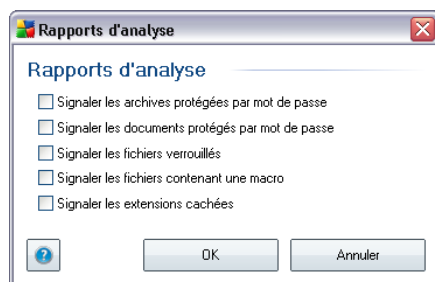 Rapports d'analyse
Rapports d'analyse
Signaler les archives protégées par mot de passe
Signaler les documents protégés par mot de passe
Signaler les fichiers verrouillés
Signaler les fichiers contenant une macro
Signaler les extensions cachées
? OK Annuler